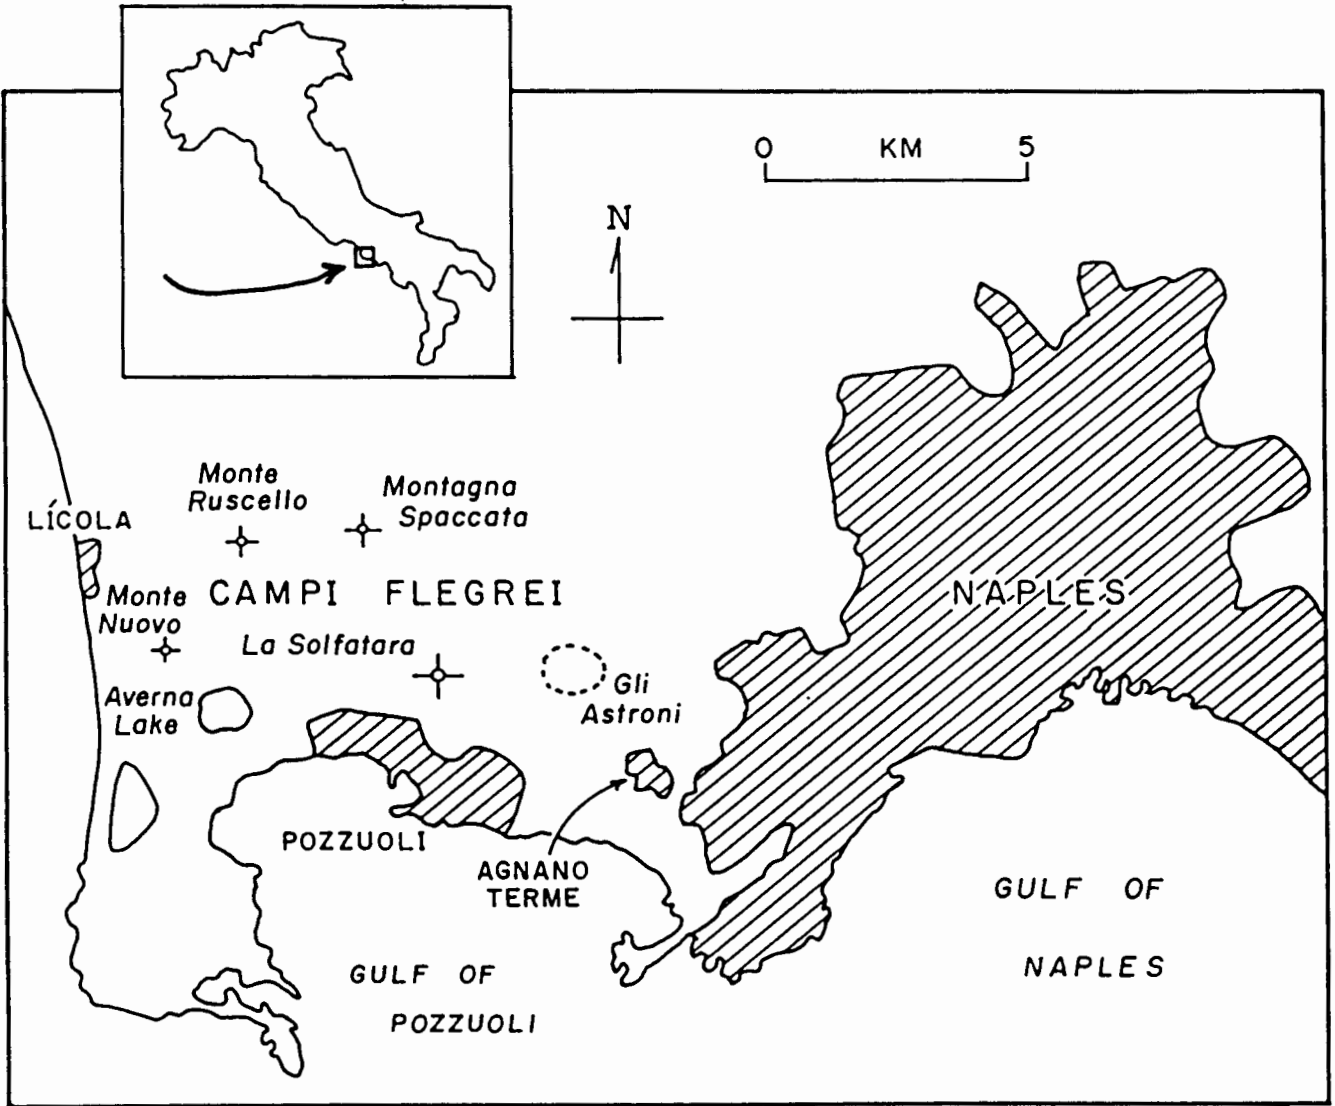 0 KM 5
N
Monte
Ruscello
Montagna
Spaccata
LÍCOLA
CAMPI FLEGREI
NAPLES
Monte
Nuovo
La Solfatara
Gli
Astroni
Averna
Lake
POZZUOLI
AGNANO
TERME
GULF OF
NAPLES
GULF OF
POZZUOLI